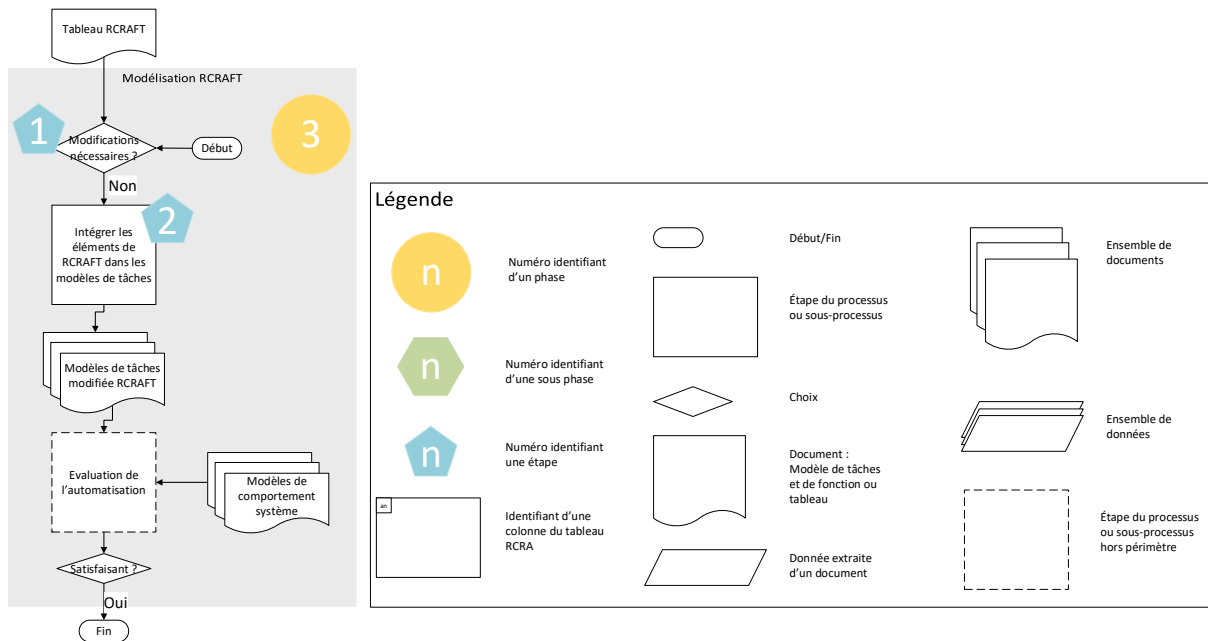 Tableau RCRAFT
Modélisation RCRAFT
1
Modifications
nécessaires ?
Début
3
Non
2
Intégrer les
éléments de
RCRAFT dans les
modèles de tâches
Modèles de tâches
modifiée RCRAFT
Evaluation de
l’automatisation
Modèles de
comportement
système
Satisfaisant ?
Oui
Fin
Légende
n
Numéro identifiant
d’un phase
n
Numéro identifiant
d’une sous phase
n
Numéro identifiant
une étape
an
Identifiant d’une
colonne du tableau
RCRA
Début/Fin
Étape du processus
ou sous-processus
Choix
Document :
Modèle de tâches
et de fonction ou
tableau
Donnée extraite
d’un document
Ensemble de
documents
Ensemble de
données
Étape du processus
ou sous-processus
hors périmètre